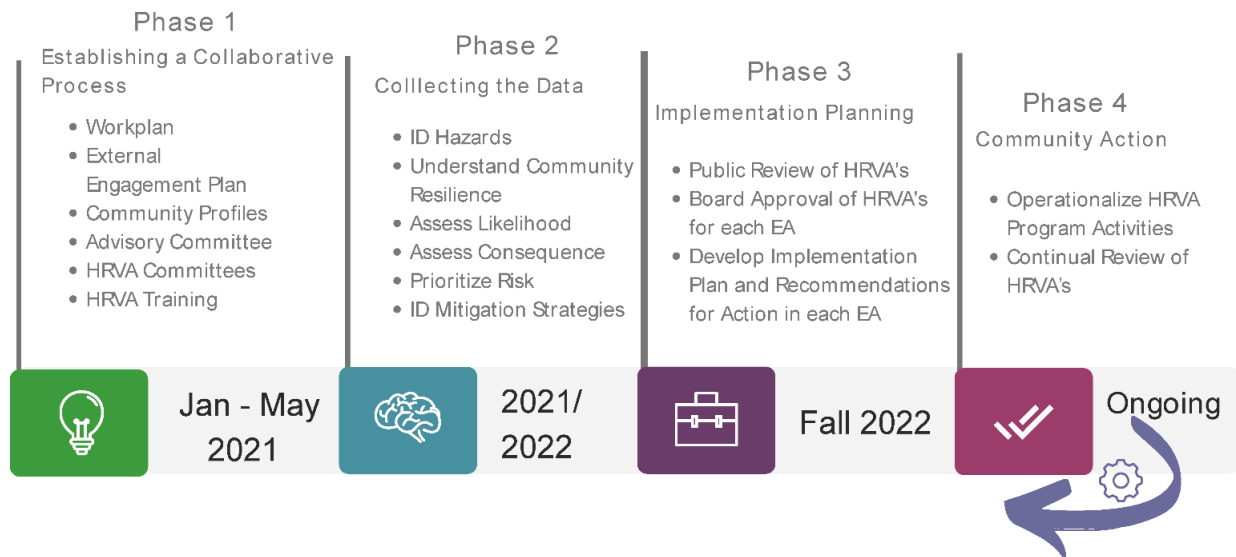 Phase 1
Establishing a Collaborative
Process
• Workplan
• External
Engagement Plan
• Community Profiles
• Advisory Committee
• HRVA Committees
• HRVA Training
Jan - May
2021
Phase 2
Colllecting the Data
• ID Hazards
• Understand Community
Resilience
• Assess Likelihood
• Assess Consequence
• Prioritize Risk
• ID Mitigation Strategies
2021/
2022
Phase 3
Implementation Planning
• Public Review of HRVA's
• Board Approval of HRVA's
for each EA
• Develop Implementation
Plan and Recommendations
for Action in each EA
Fall 2022
Phase 4
Community Action
• Operationalize HRVA
Program Activities
• Continual Review of
HRVA's
Ongoing